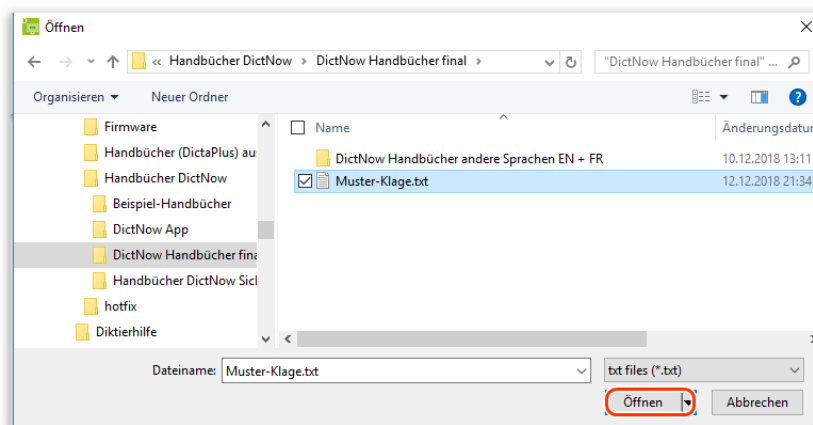 Öffnen
« Handbücher DictNow › DictNow Handbücher final ›
"DictNow Handbücher final" ...
Organisieren
Neuer Ordner
?
Firmware
Handbücher (DictaPlus) au
Handbücher DictNow
Beispiel-Handbücher
DictNow App
DictNow Handbücher fina
Handbücher DictNow Sich
hotfix
Diktierhilfe
Name
Änderungsdatum
DictNow Handbücher andere Sprachen EN + FR
10.12.2018 13:11
Muster-Klage.txt
12.12.2018 21:34
Dateiname:
Muster-Klage.txt
txt files (*.txt)
Öffnen
Abbrechen